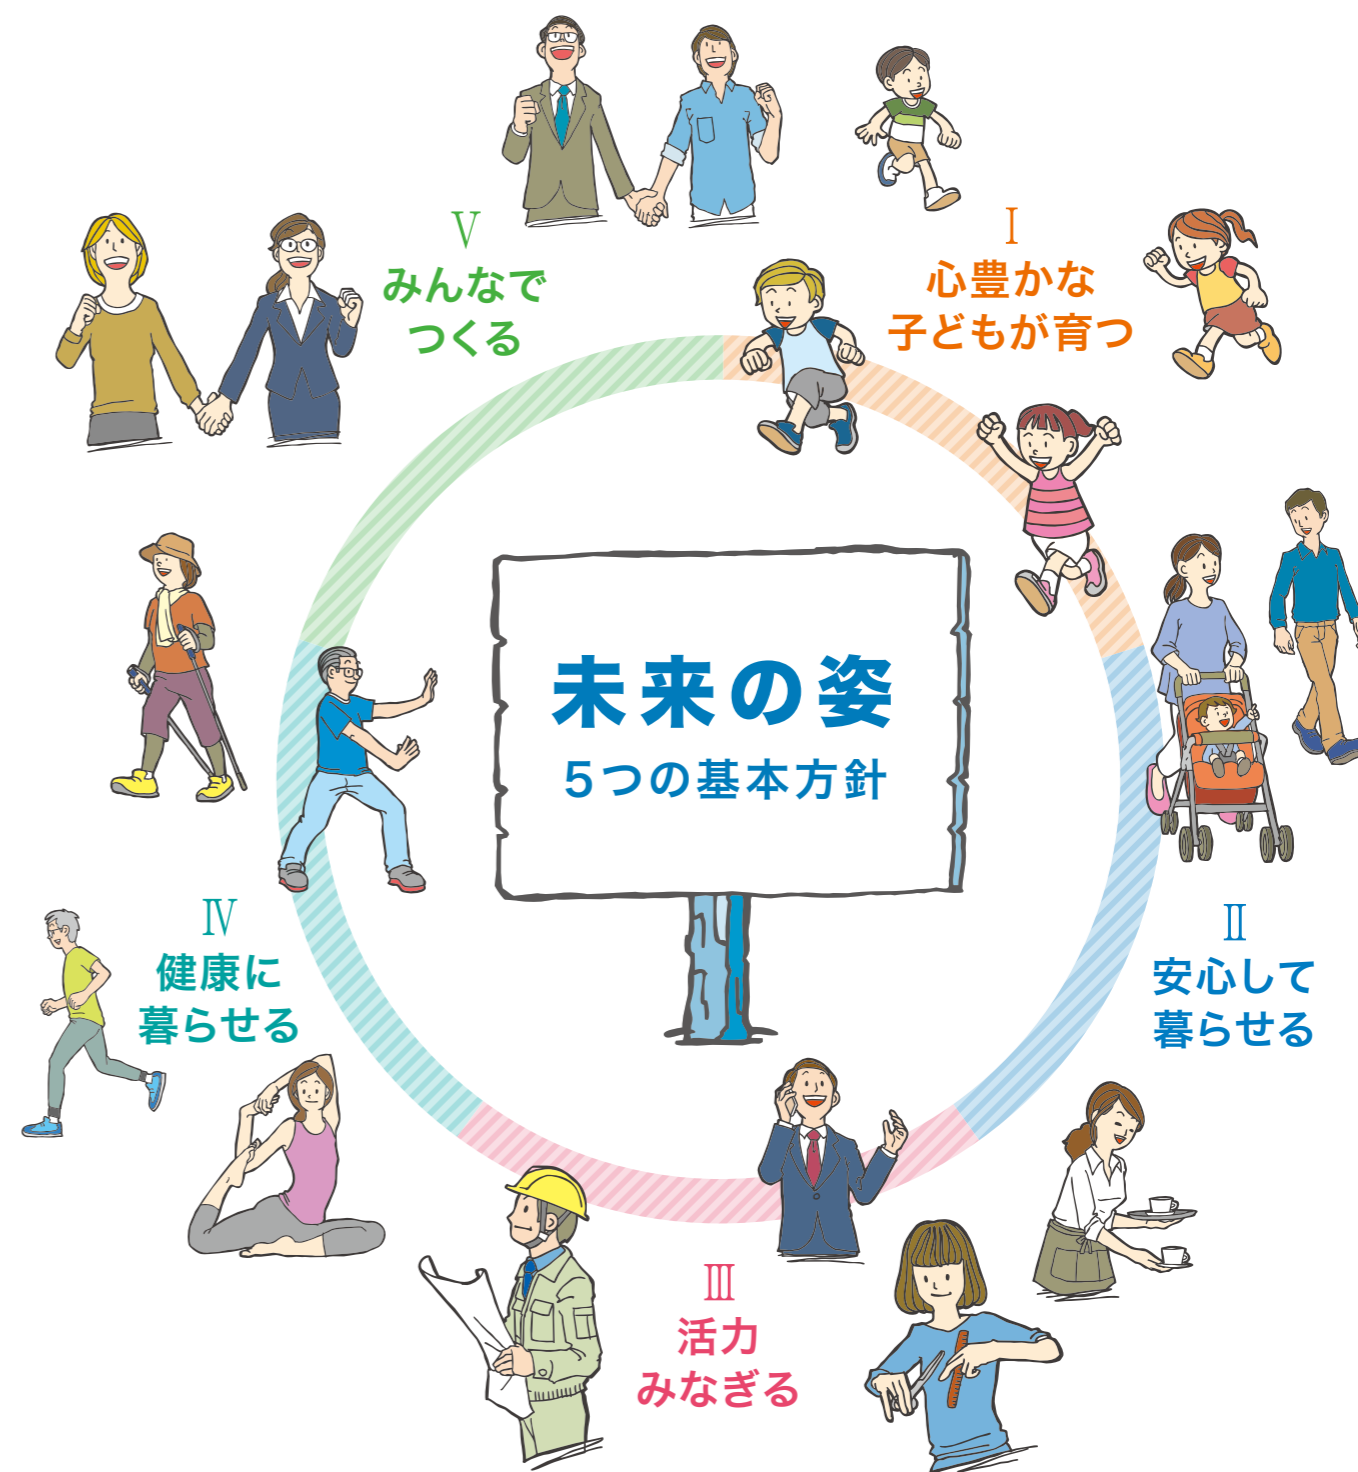 未来の姿
5つの基本方針
Ⅰ
心豊かな
子どもが育つ
Ⅱ
安心して
暮らせる
Ⅲ
活力
みなぎる
Ⅳ
健康に
暮らせる
Ⅴ
みんなで
つくる